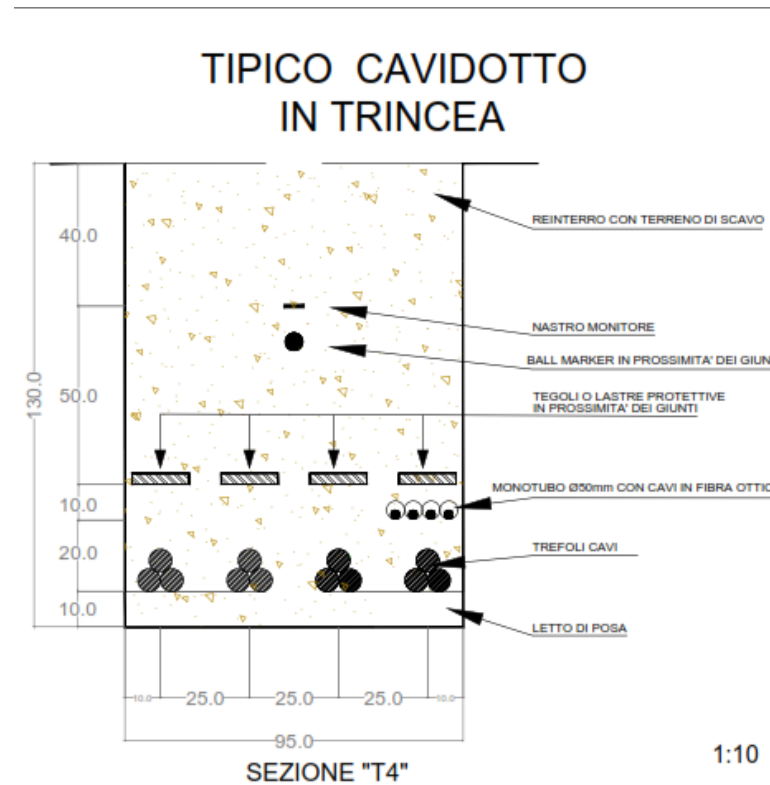 TIPICO CAVIDOTTO
IN TRINCEA
REINTERRO CON TERRENO DI SCAVO
40.0
NASTRO MONITORE
BALL MARKER IN PROSSIMITA' DEI GIUN
130.0
50.0
TEGOLI O LASTRE PROTETTIVE
IN PROSSIMITA' DEI GIUNTI
MONOTUBO Ø50mm CON CAVI IN FIBRA OTTIC
10.0
20.0
TREFOLI CAVI
10.0
LETTO DI POSA
10.0 25.0 25.0 25.0 10.0
95.0
SEZIONE "T4"
1:10